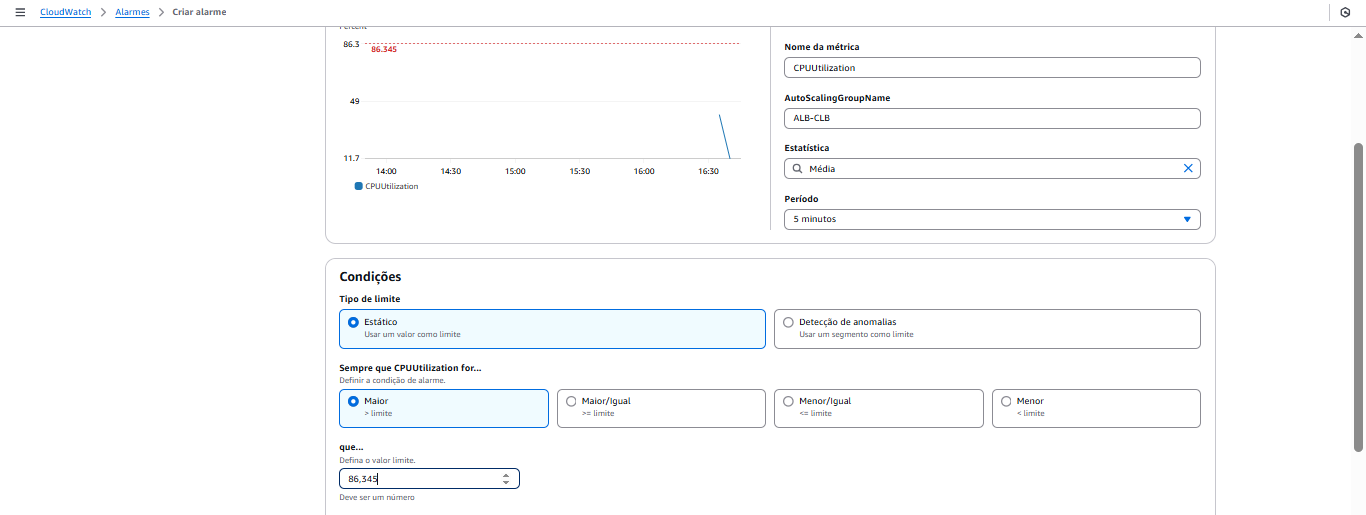 CloudWatch > Alarmes > Criar alarme
Percent
86.3
86.345
49
11.7
14:00 14:30 15:00 15:30 16:00 16:30
CPUUtilization
Nome da métrica
CPUUtilization
AutoScalingGroupName
ALB-CLB
Estatística
Média
Período
5 minutos
Condições
Tipo de limite
Estático
Usar um valor como limite
Detecção de anomalias
Usar um segmento como limite
Sempre que CPUUtilization for...
Definir a condição de alarme.
Maior
> limite
Maior/Igual
>= limite
Menor/Igual
<= limite
Menor
< limite
que...
Defina o valor limite.
86,345
Deve ser um número